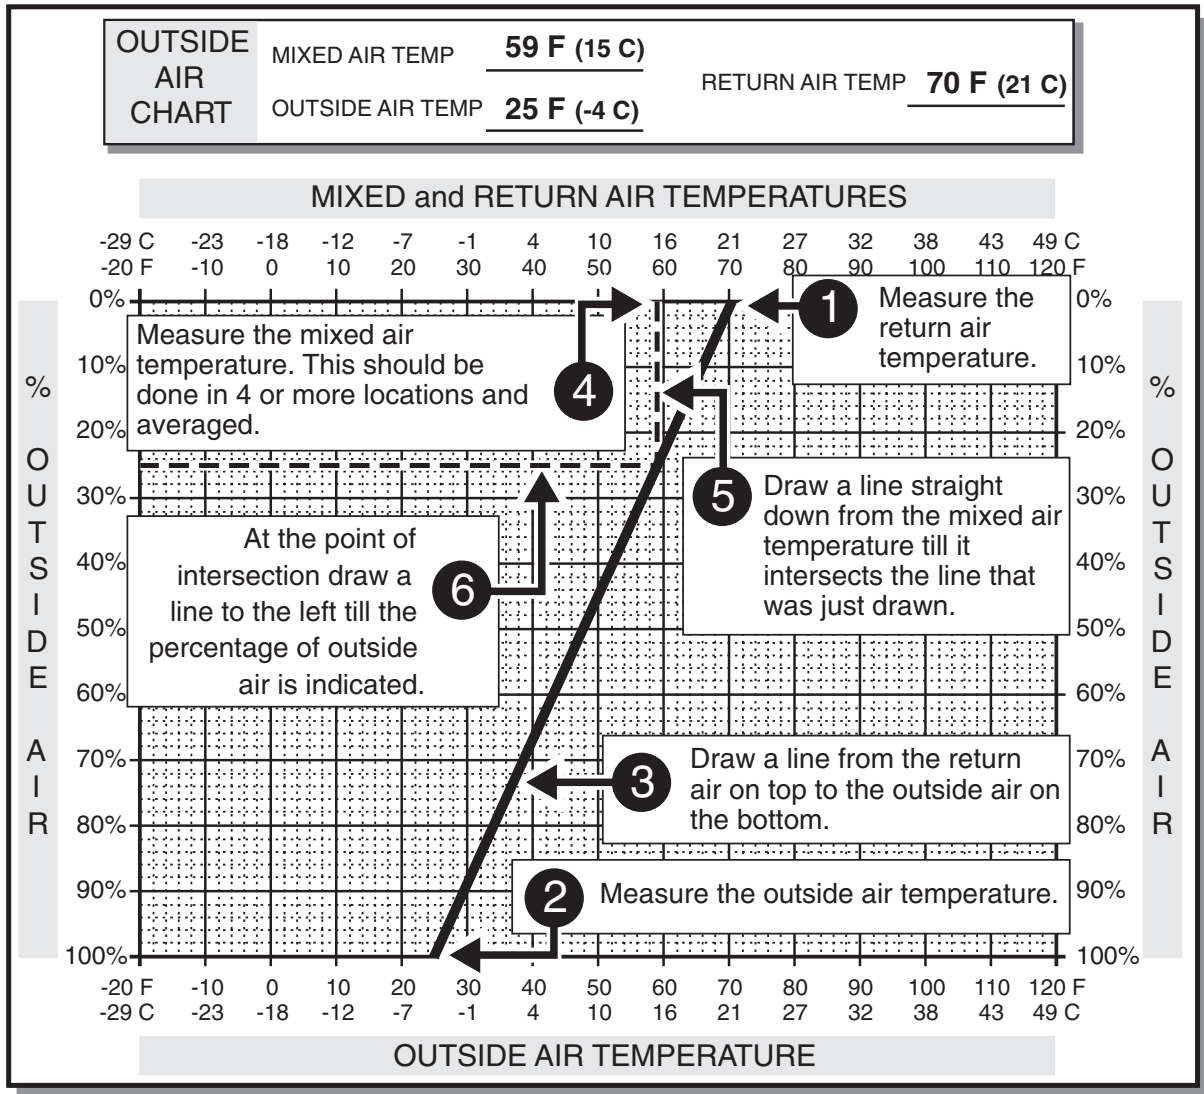 OUTSIDE
AIR
CHART
MIXED AIR TEMP 59 F (15 C)
OUTSIDE AIR TEMP 25 F (-4 C)
RETURN AIR TEMP 70 F (21 C)
MIXED and RETURN AIR TEMPERATURES
-29 C -23 -18 -12 -7 -1 4 10 16 21 27 32 38 43 49 C
-20 F -10 0 10 20 30 40 50 60 70 80 90 100 110 120 F
% OUTSIDE AIR
0%
10%
20%
30%
40%
50%
60%
70%
80%
90%
100%
1 Measure the
return air
temperature.
Measure the mixed air
temperature. This should be
done in 4 or more locations and
averaged.
4
5 Draw a line straight
down from the mixed air
temperature till it
intersects the line that
was just drawn.
At the point of
intersection draw a
line to the left till the
percentage of outside
air is indicated.
6
3 Draw a line from the return
air on top to the outside air on
the bottom.
2 Measure the outside air temperature.
0%
10%
20%
30%
40%
50%
60%
70%
80%
90%
100%
% OUTSIDE AIR
-20 F -10 0 10 20 30 40 50 60 70 80 90 100 110 120 F
-29 C -23 -18 -12 -7 -1 4 10 16 21 27 32 38 43 49 C
OUTSIDE AIR TEMPERATURE